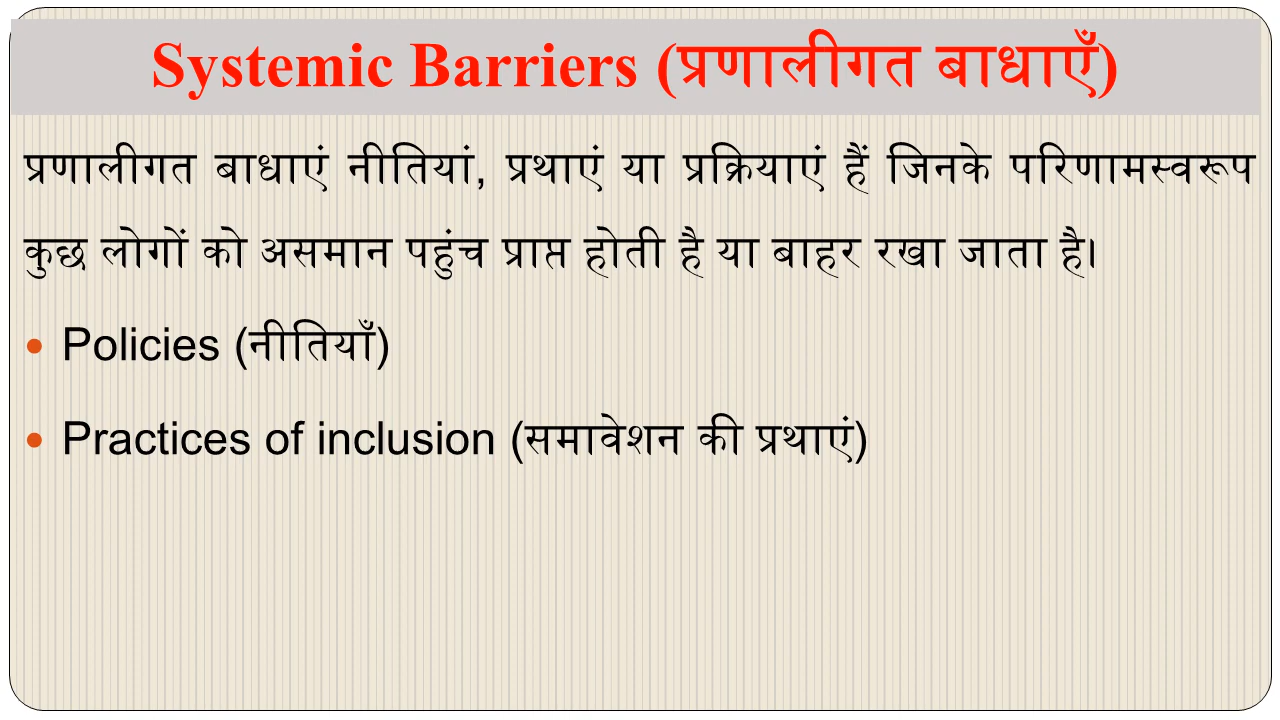 Systemic Barriers (प्रणालीगत बाधाएँ)
प्रणालीगत बाधाएं नीतियां, प्रथाएं या प्रक्रियाएं हैं जिनके परिणामस्वरूप
कुछ लोगों को असमान पहुंच प्राप्त होती है या बाहर रखा जाता है।
• Policies (नीतियाँ)
• Practices of inclusion (समावेशन की प्रथाएं)